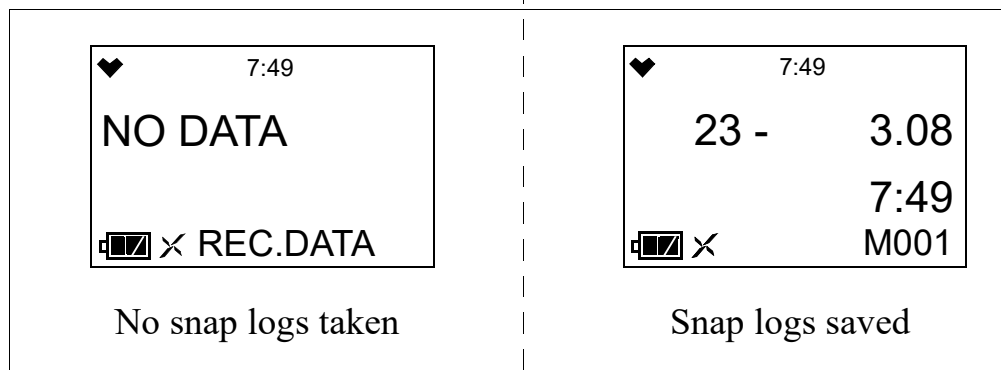 7:49
NO DATA
REC.DATA
No snap logs taken
7:49
23 - 3.08
7:49
M001
Snap logs saved